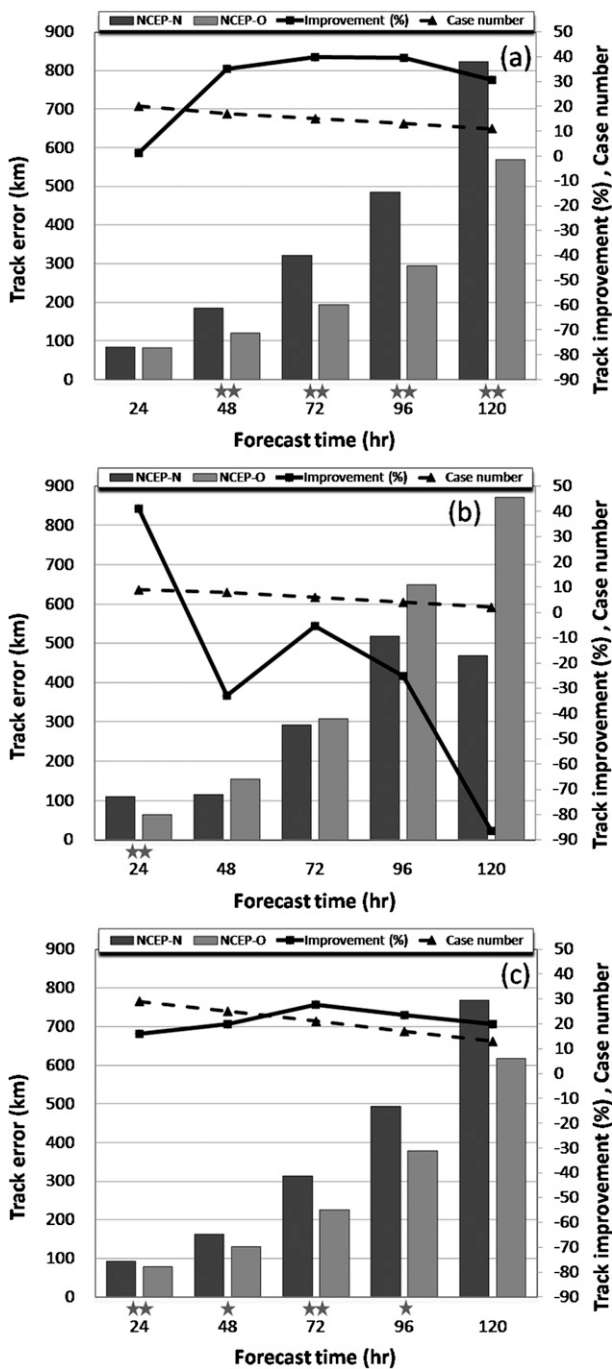 NCEP-N NCEP-O Improvement (%) Case number
(a)
900 50
800 40
700 30
600 20
500 10
400 0
300 -10
200 -20
100 -30
0 -40
-50
-60
-70
-80
-90
Track error (km)
Track improvement (%) , Case number
★★ ★★ ★★ ★★
24 48 72 96 120
Forecast time (hr)
NCEP-N NCEP-O Improvement (%) Case number
(b)
900 50
800 40
700 30
600 20
500 10
400 0
300 -10
200 -20
100 -30
0 -40
-50
-60
-70
-80
-90
Track error (km)
Track improvement (%) , Case number
★★
24 48 72 96 120
Forecast time (hr)
NCEP-N NCEP-O Improvement (%) Case number
(c)
900 50
800 40
700 30
600 20
500 10
400 0
300 -10
200 -20
100 -30
0 -40
-50
-60
-70
-80
-90
Track error (km)
Track improvement (%) , Case number
★★ ★ ★★ ★
24 48 72 96 120
Forecast time (hr)